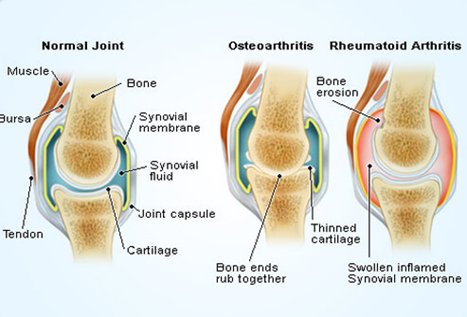 Normal Joint
Osteoarthritis
Rheumatoid Arthritis
Muscle
Bone
Bursa
Synovial
membrane
Synovial
fluid
Joint capsule
Tendon
Cartilage
Bone ends
rub together
Thinned
cartilage
Bone
erosion
Swollen inflamed
Synovial membrane